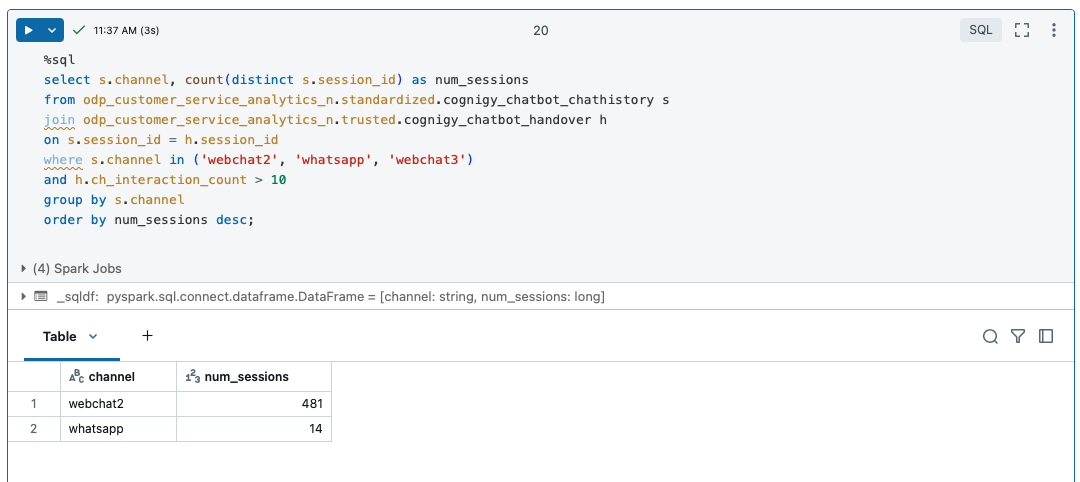 11:37 AM (3s)
20
SQL
%sql
select s.channel, count(distinct s.session_id) as num_sessions
from odp_customer_service_analytics_n.standardized.cognigy_chatbot_chathistory s
join odp_customer_service_analytics_n.trusted.cognigy_chatbot_handover h
on s.session_id = h.session_id
where s.channel in ('webchat2', 'whatsapp', 'webchat3')
and h.ch_interaction_count > 10
group by s.channel
order by num_sessions desc;
(4) Spark Jobs
_sqldf: pyspark.sql.connect.dataframe.DataFrame = [channel: string, num_sessions: long]
Table
+
ABC channel 123 num_sessions
1 webchat2 481
2 whatsapp 14